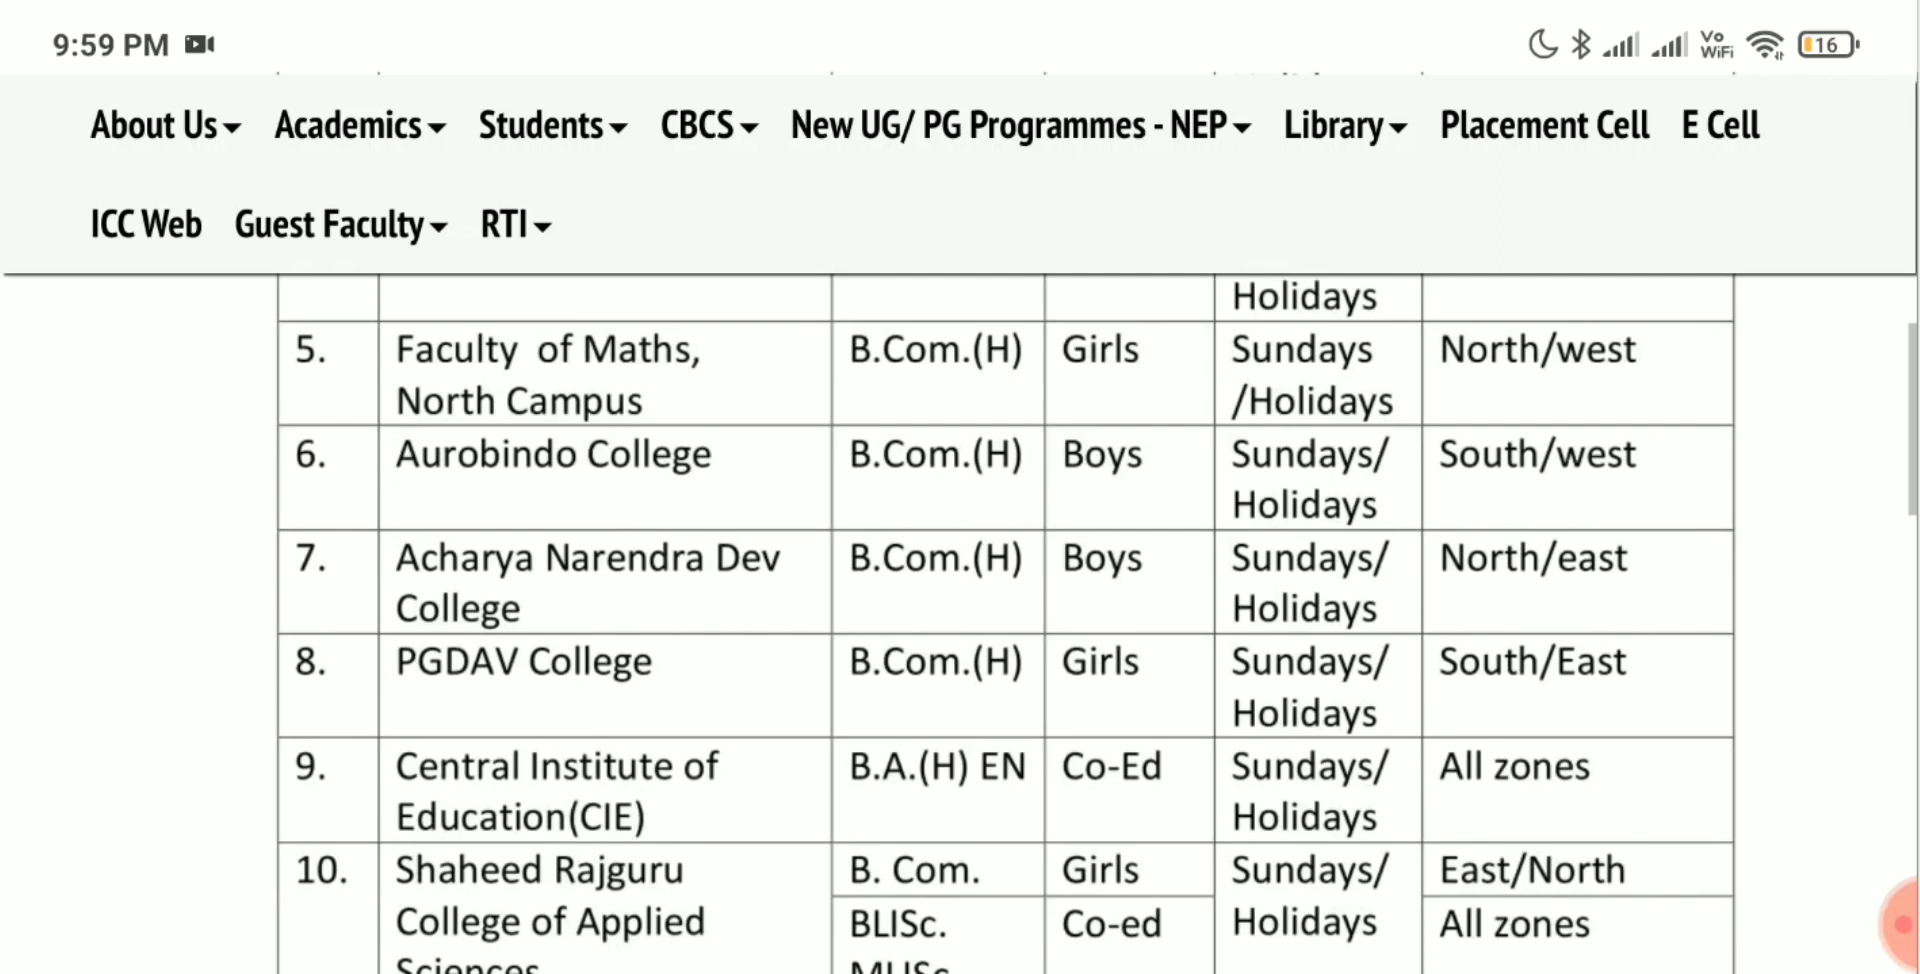 9:59 PM
Vo
WiFi
16
About Us Academics Students CBCS New UG/ PG Programmes - NEP Library Placement Cell E Cell
ICC Web Guest Faculty RTI
Holidays
5. Faculty of Maths, B.Com.(H) Girls Sundays North/west
North Campus /Holidays
6. Aurobindo College B.Com.(H) Boys Sundays/ South/west
Holidays
7. Acharya Narendra Dev B.Com.(H) Boys Sundays/ North/east
College Holidays
8. PGDAV College B.Com.(H) Girls Sundays/ South/East
Holidays
9. Central Institute of B.A.(H) EN Co-Ed Sundays/ All zones
Education(CIE) Holidays
10. Shaheed Rajguru B. Com. Girls Sundays/ East/North
College of Applied BLISc. Co-ed Holidays All zones
Sciences